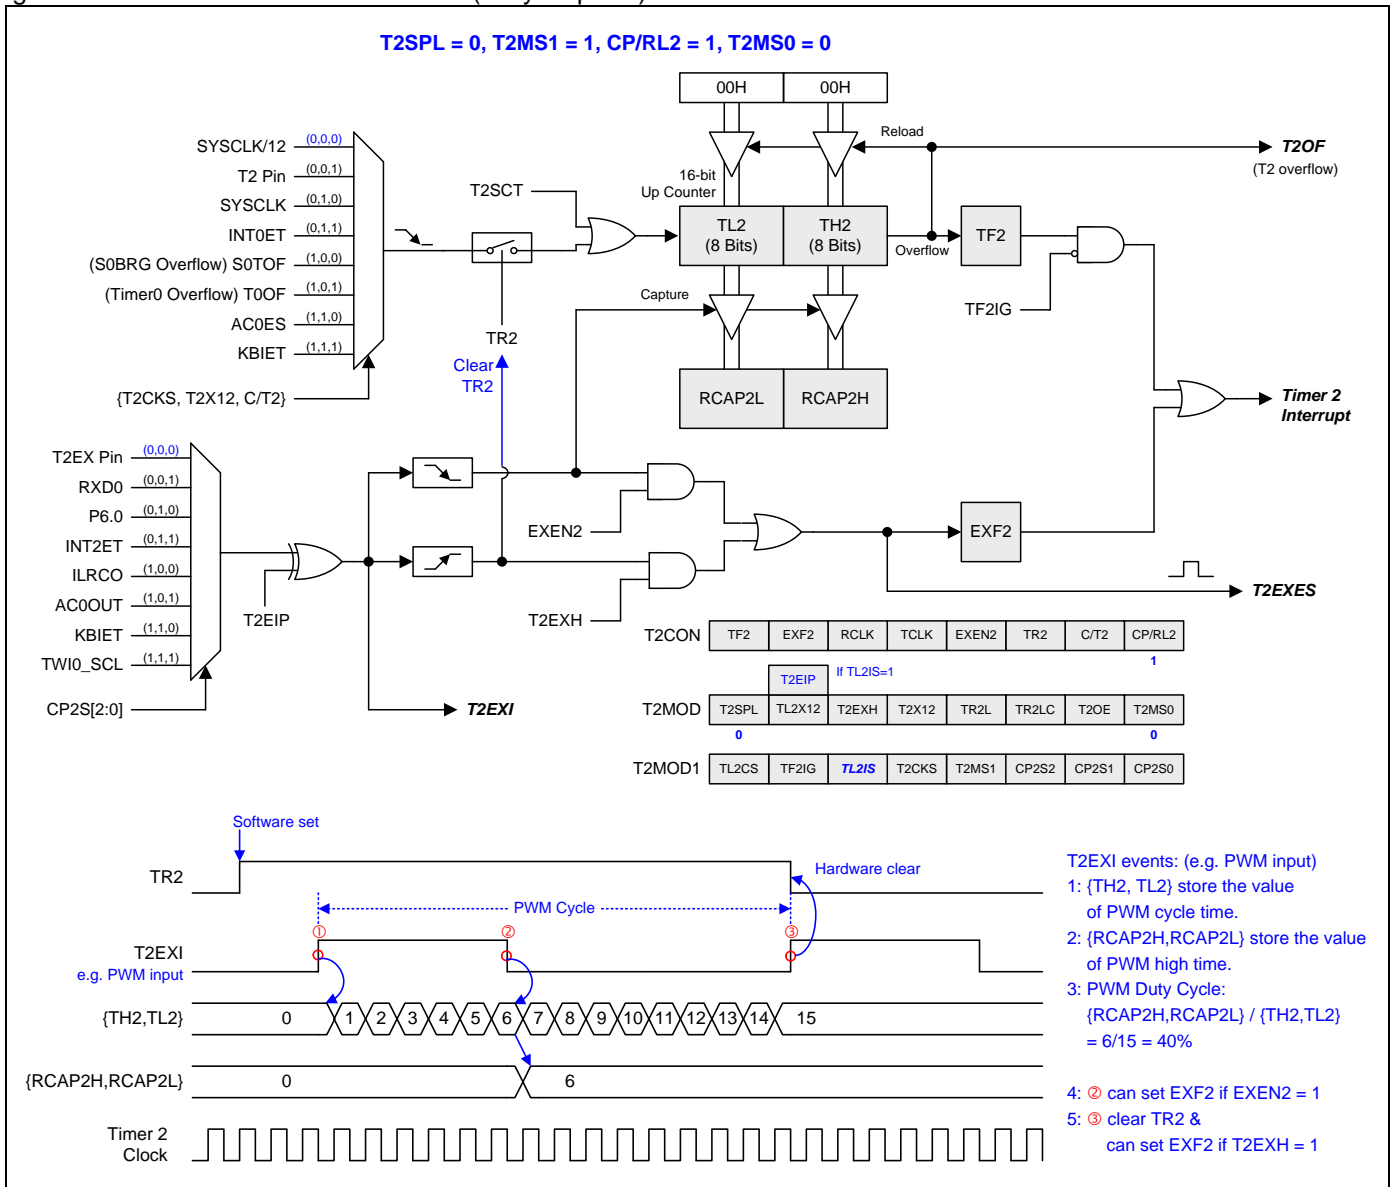 T2SPL = 0, T2MS1 = 1, CP/RL2 = 1, T2MS0 = 0
00H 00H
Reload
T2OF
(T2 overflow)
SYSCLK/12 (0,0,0)
T2 Pin (0,0,1)
SYSCLK (0,1,0)
INT0ET (0,1,1)
(S0BRG Overflow) S0TOF (1,0,0)
(Timer0 Overflow) T0OF (1,0,1)
AC0ES (1,1,0)
KBIET (1,1,1)
{T2CKS, T2X12, C/T2}
T2SCT
TR2
Clear
TR2
16-bit
Up Counter
TL2
(8 Bits)
TH2
(8 Bits)
Overflow
TF2
TF2IG
Capture
RCAP2L RCAP2H
Timer 2
Interrupt
T2EX Pin (0,0,0)
RXD0 (0,0,1)
P6.0 (0,1,0)
INT2ET (0,1,1)
ILRCO (1,0,0)
AC0OUT (1,0,1)
KBIET (1,1,0)
TWI0_SCL (1,1,1)
CP2S[2:0]
T2EIP
EXEN2
T2EXH
EXF2
T2EXES
T2EXI
T2CON TF2 EXF2 RCLK TCLK EXEN2 TR2 C/T2 CP/RL2
1
T2EIP If TL2IS=1
T2MOD T2SPL TL2X12 T2EXH T2X12 TR2L TR2LC T2OE T2MS0
0 0
T2MOD1 TL2CS TF2IG TL2IS T2CKS T2MS1 CP2S2 CP2S1 CP2S0
Software set
TR2
Hardware clear
PWM Cycle
① ② ③
T2EXI
e.g. PWM input
{TH2,TL2} 0 1 2 3 4 5 6 7 8 9 10 11 12 13 14 15
{RCAP2H,RCAP2L} 0 6
Timer 2
Clock
T2EXI events: (e.g. PWM input)
1: {TH2, TL2} store the value
of PWM cycle time.
2: {RCAP2H,RCAP2L} store the value
of PWM high time.
3: PWM Duty Cycle:
{RCAP2H,RCAP2L} / {TH2,TL2}
= 6/15 = 40%
4: ② can set EXF2 if EXEN2 = 1
5: ③ clear TR2 &
can set EXF2 if T2EXH = 1